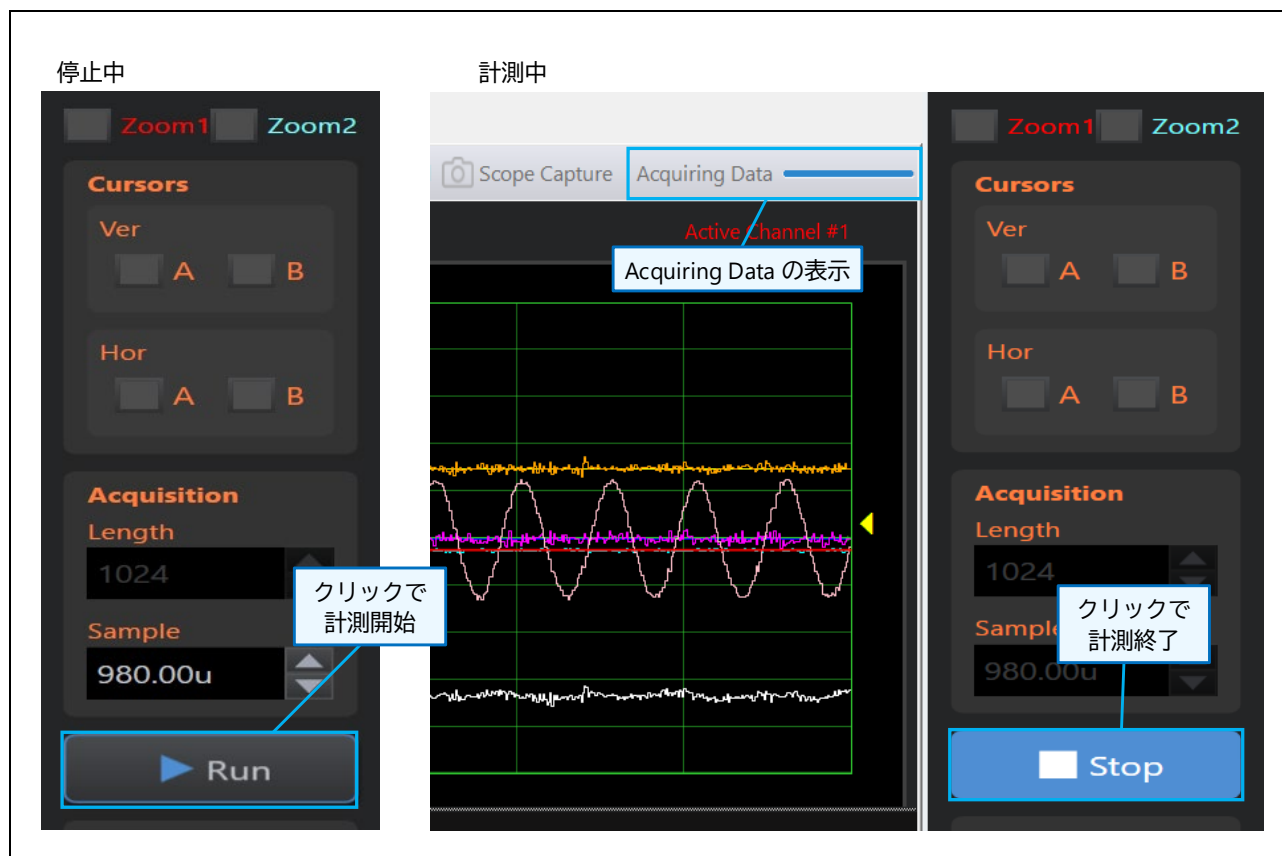 停止中
Zoom1 Zoom2
Cursors
Ver
A B
Hor
A B
Acquisition
Length
1024
Sample
980.00u
クリックで
計測開始
Run
計測中
Scope Capture Acquiring Data
Active Channel #1
Acquiring Data の表示
Zoom1 Zoom2
Cursors
Ver
A B
Hor
A B
Acquisition
Length
1024
Sample
980.00u
クリックで
計測終了
Stop